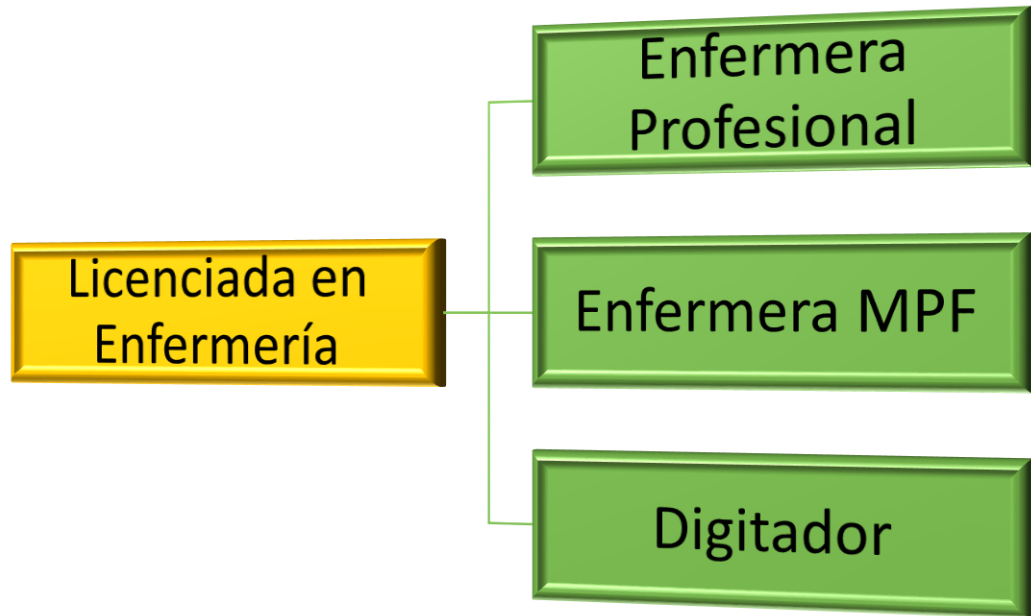 Enfermera
Profesional
Licenciada en
Enfermería
Enfermera MPF
Digitador